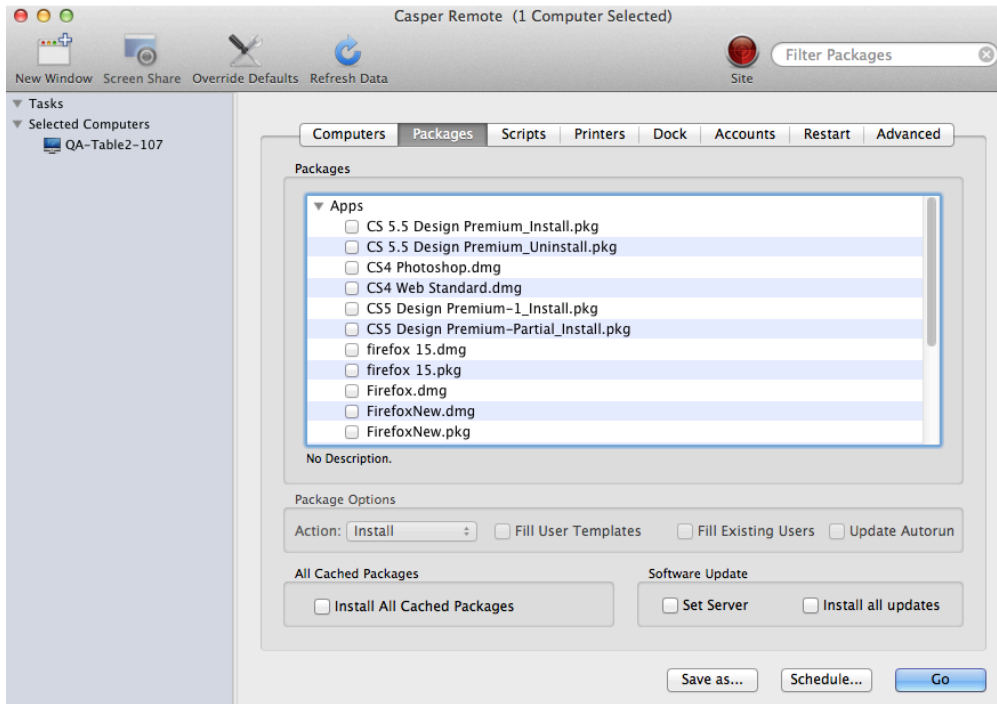 Casper Remote (1 Computer Selected)
New Window Screen Share Override Defaults Refresh Data Site Filter Packages
Tasks
Selected Computers
QA-Table2-107
Computers Packages Scripts Printers Dock Accounts Restart Advanced
Packages
Apps
CS 5.5 Design Premium_Install.pkg
CS 5.5 Design Premium_Uninstall.pkg
CS4 Photoshop.dmg
CS4 Web Standard.dmg
CS5 Design Premium-1_Install.pkg
CS5 Design Premium-Partial_Install.pkg
firefox 15.dmg
firefox 15.pkg
Firefox.dmg
FirefoxNew.dmg
FirefoxNew.pkg
No Description.
Package Options
Action: Install Fill User Templates Fill Existing Users Update Autorun
All Cached Packages
Install All Cached Packages
Software Update
Set Server Install all updates
Save as... Schedule... Go